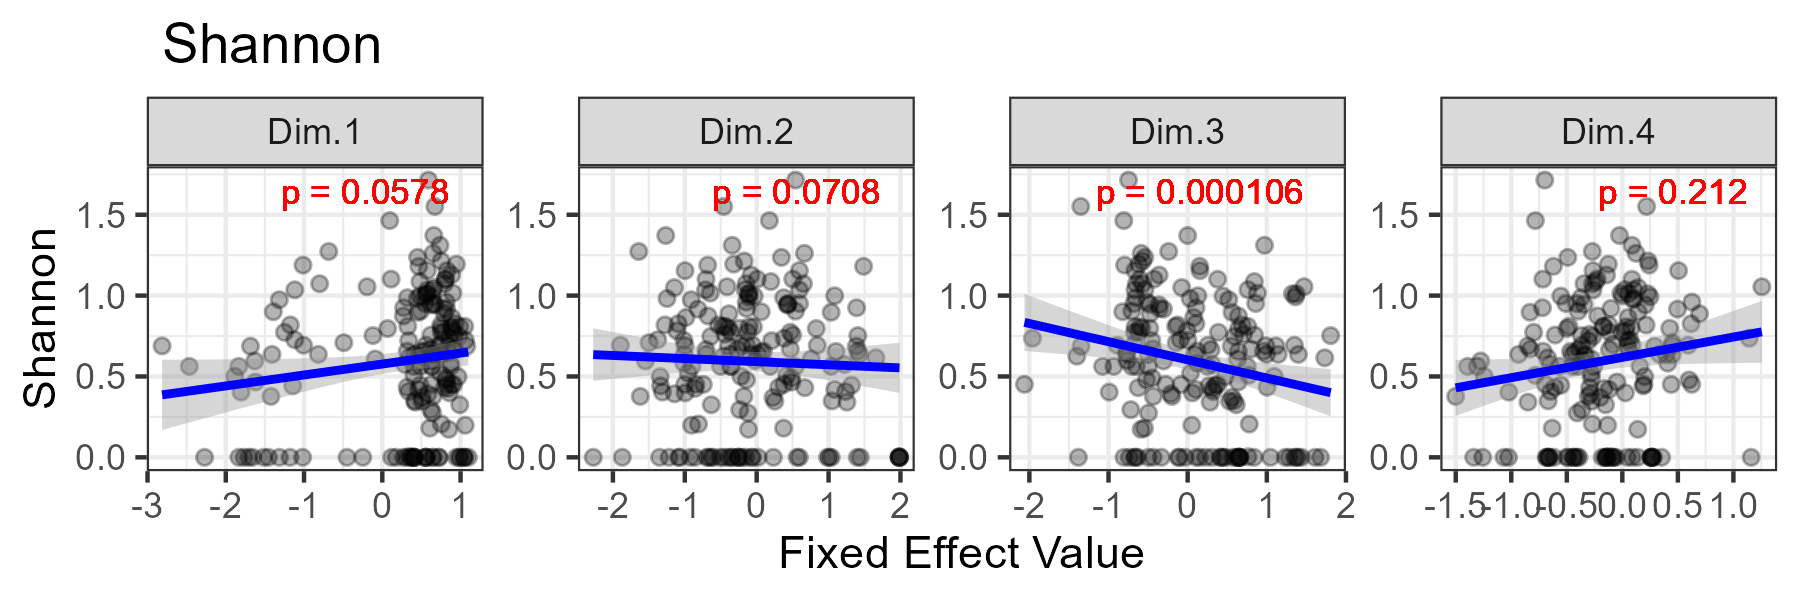 Shannon
Dim.1 Dim.2 Dim.3 Dim.4
p = 0.0578 p = 0.0708 p = 0.000106 p = 0.212
Shannon
1.5 1.5 1.5 1.5
1.0 1.0 1.0 1.0
0.5 0.5 0.5 0.5
0.0 0.0 0.0 0.0
-3 -2 -1 0 1 -2 -1 0 1 2 -2 -1 0 1 2 -1.5 -1.0 -0.5 0.0 0.5 1.0
Fixed Effect Value